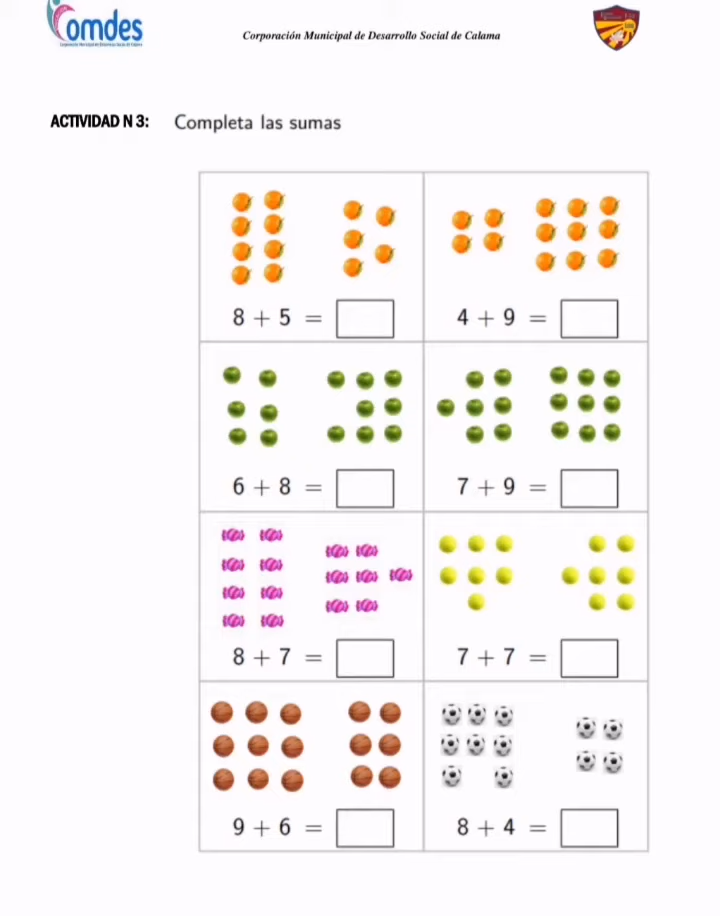 Comdes
Corporación Municipal de Desarrollo Social de Calama
ACTIVIDAD N 3: Completa las sumas
8 + 5 =
4 + 9 =
6 + 8 =
7 + 9 =
8 + 7 =
7 + 7 =
9 + 6 =
8 + 4 =